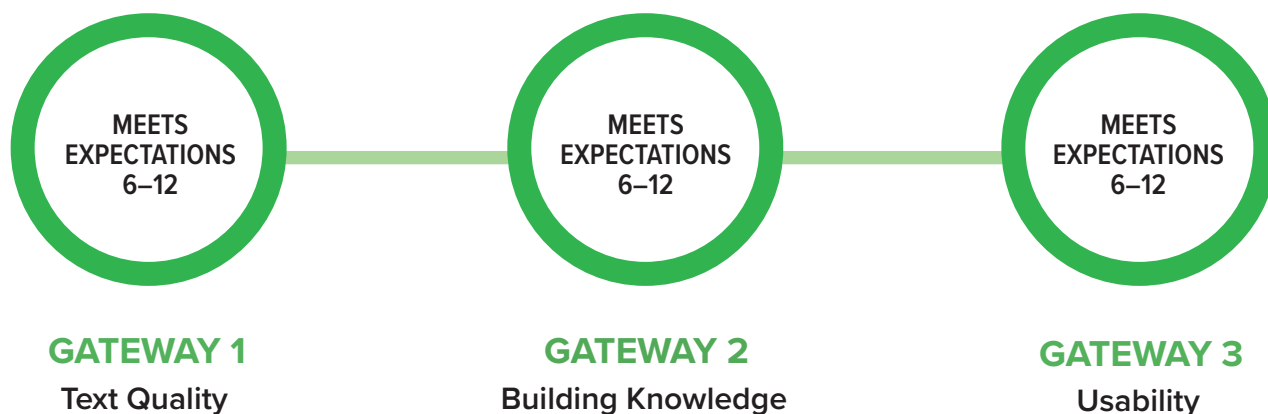 MEETS
EXPECTATIONS
6–12
MEETS
EXPECTATIONS
6–12
MEETS
EXPECTATIONS
6–12
GATEWAY 1
Text Quality
GATEWAY 2
Building Knowledge
GATEWAY 3
Usability